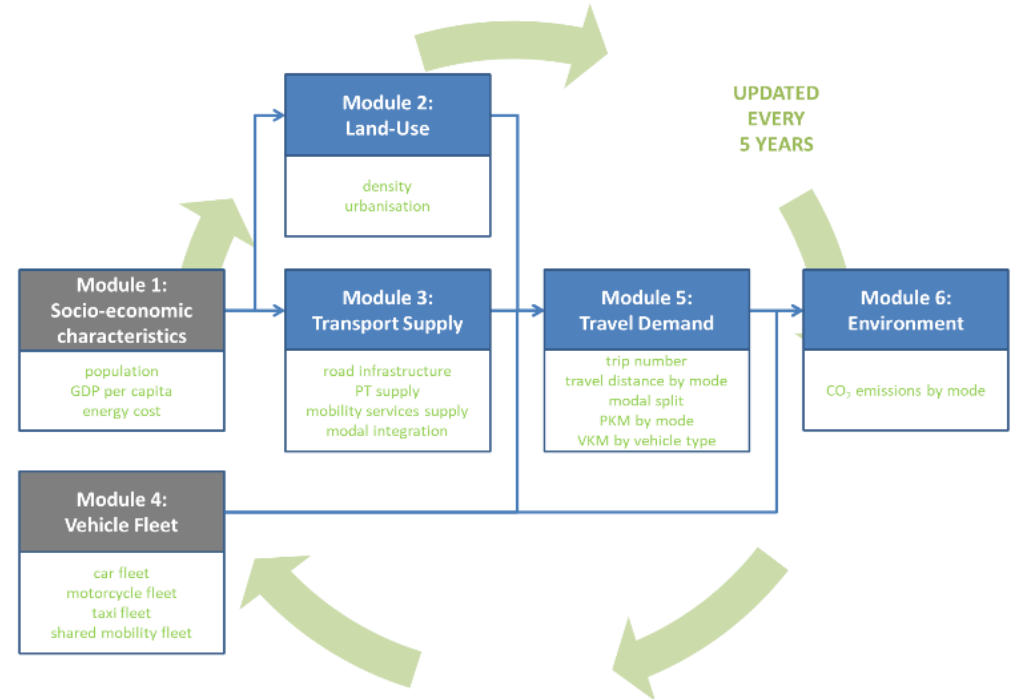 UPDATED
EVERY
5 YEARS
Module 2:
Land-Use
density
urbanisation
Module 1:
Socio-economic
characteristics
population
GDP per capita
energy cost
Module 3:
Transport Supply
road infrastructure
PT supply
mobility services supply
modal integration
Module 5:
Travel Demand
trip number
travel distance by mode
modal split
PKM by mode
VKM by vehicle type
Module 6:
Environment
CO₂ emissions by mode
Module 4:
Vehicle Fleet
car fleet
motorcycle fleet
taxi fleet
shared mobility fleet